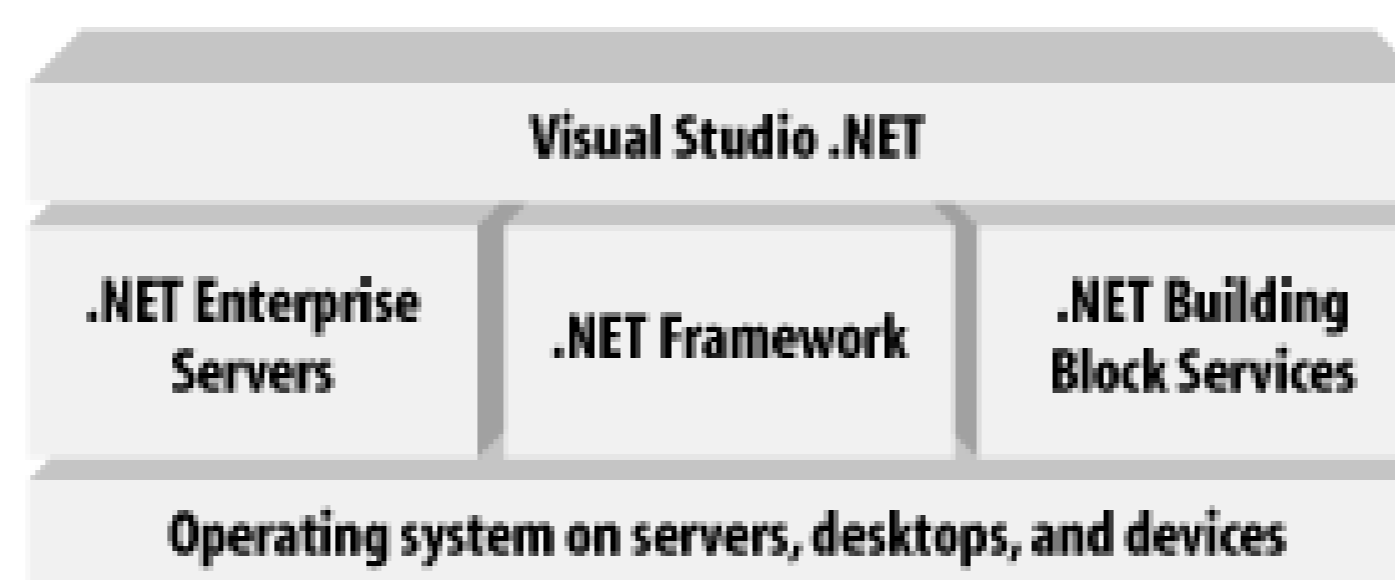 Visual Studio .NET
.NET Enterprise
Servers
.NET Framework
.NET Building
Block Services
Operating system on servers, desktops, and devices